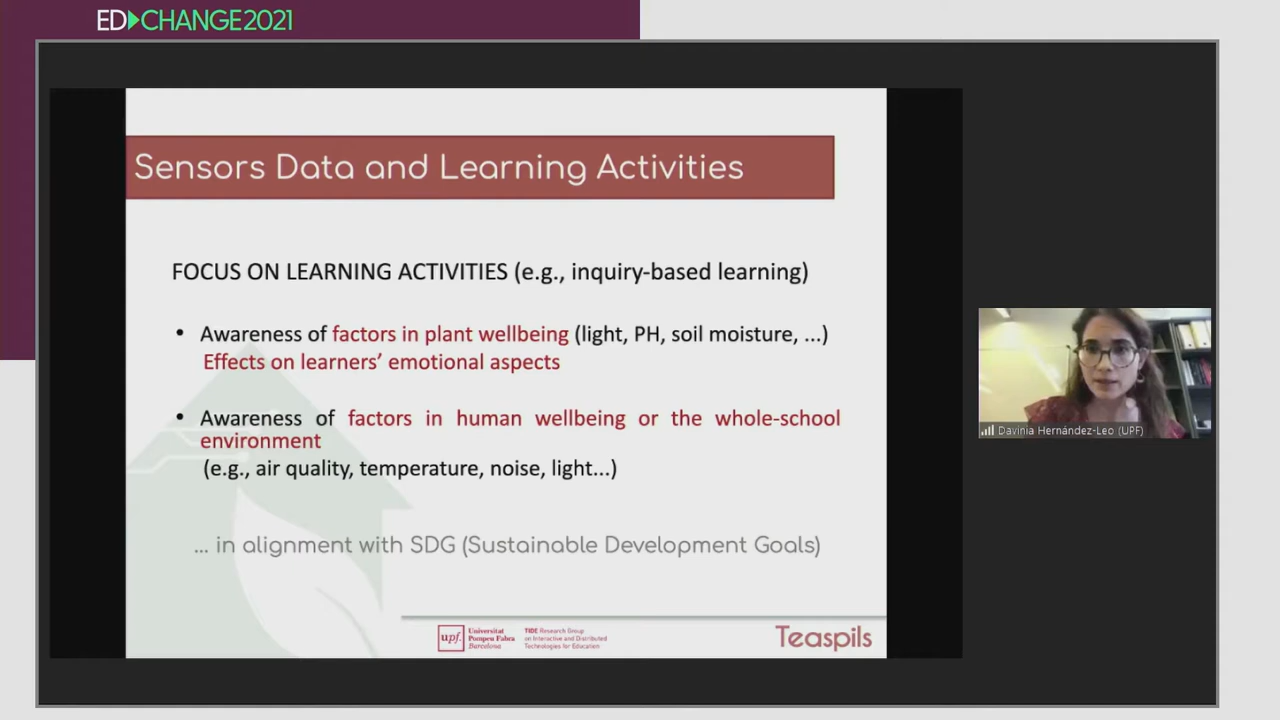 ED CHANGE2021
Sensors Data and Learning Activities
FOCUS ON LEARNING ACTIVITIES (e.g., inquiry-based learning)
• Awareness of factors in plant wellbeing (light, PH, soil moisture, ...)
Effects on learners’ emotional aspects
• Awareness of factors in human wellbeing or the whole-school
environment
(e.g., air quality, temperature, noise, light...)
... in alignment with SDG (Sustainable Development Goals)
upf.
Universitat
Pompeu Fabra
Barcelona
TIDE Research Group
on Interactive and Distributed
Technologies for Education
Teaspils
Davinia Hernández-Leo (UPF)